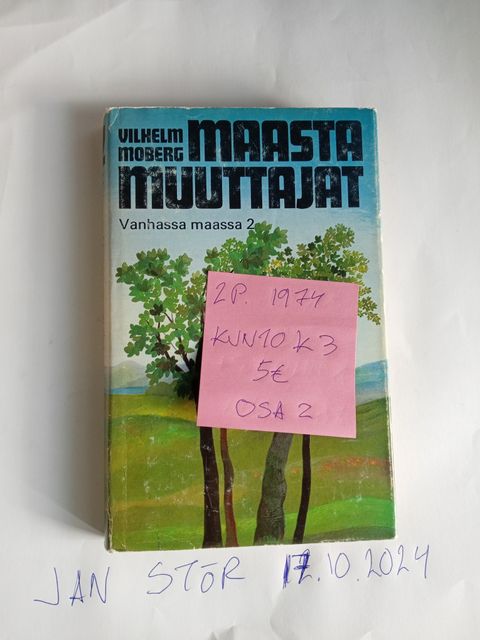 VILHELM MOBERG MAASTA
MUUTTAJAT
Vanhassa maassa 2
2P. 1974
KUNTO K3
5€
OSA 2
JAN STÖR 17.10.2024